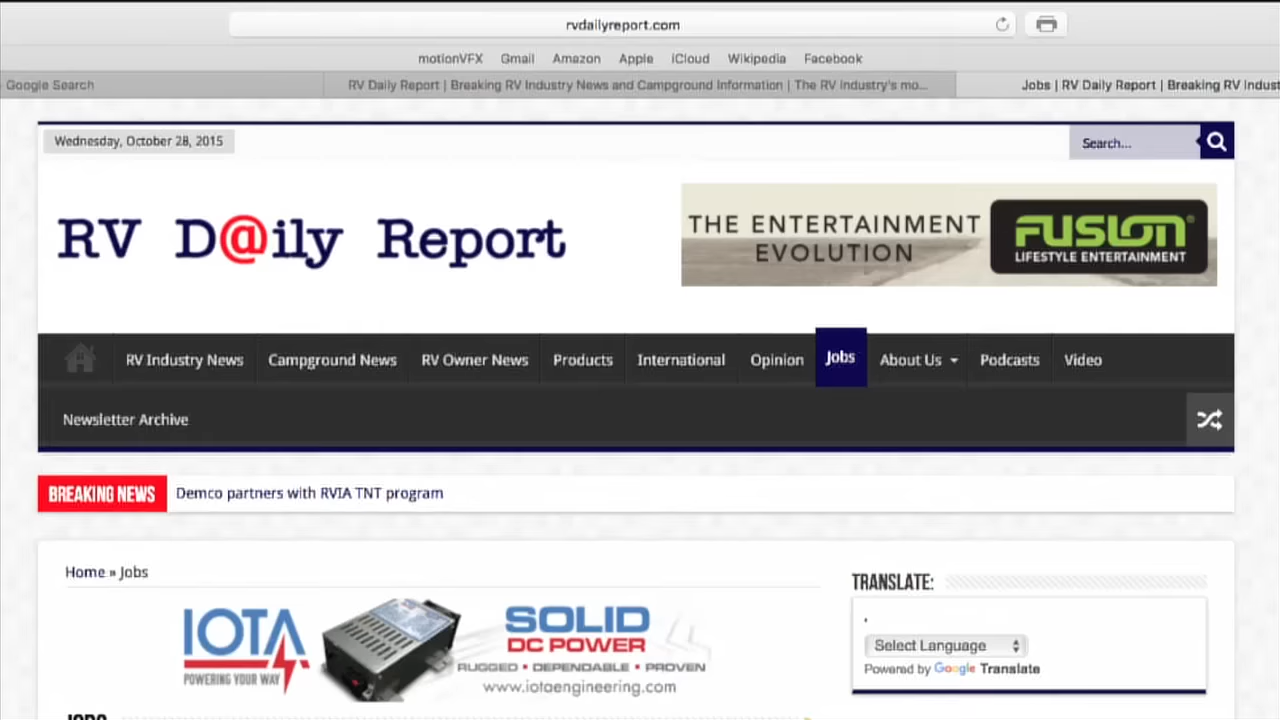 rvdailyreport.com
motionVFX Gmail Amazon Apple iCloud Wikipedia Facebook
Google Search
RV Daily Report | Breaking RV Industry News and Campground Information | The RV Industry's mo...
Jobs | RV Daily Report | Breaking RV Indust
Wednesday, October 28, 2015
Search...
RV D@ily Report
THE ENTERTAINMENT
EVOLUTION
FUSION®
LIFESTYLE ENTERTAINMENT
RV Industry News Campground News RV Owner News Products International Opinion Jobs About Us Podcasts Video
Newsletter Archive
BREAKING NEWS Demco partners with RVIA TNT program
Home » Jobs
IOTA
POWERING YOUR WAY
SOLID
DC POWER
RUGGED • DEPENDABLE • PROVEN
www.iotaengineering.com
TRANSLATE:
Select Language
Powered by Google Translate
JOBS